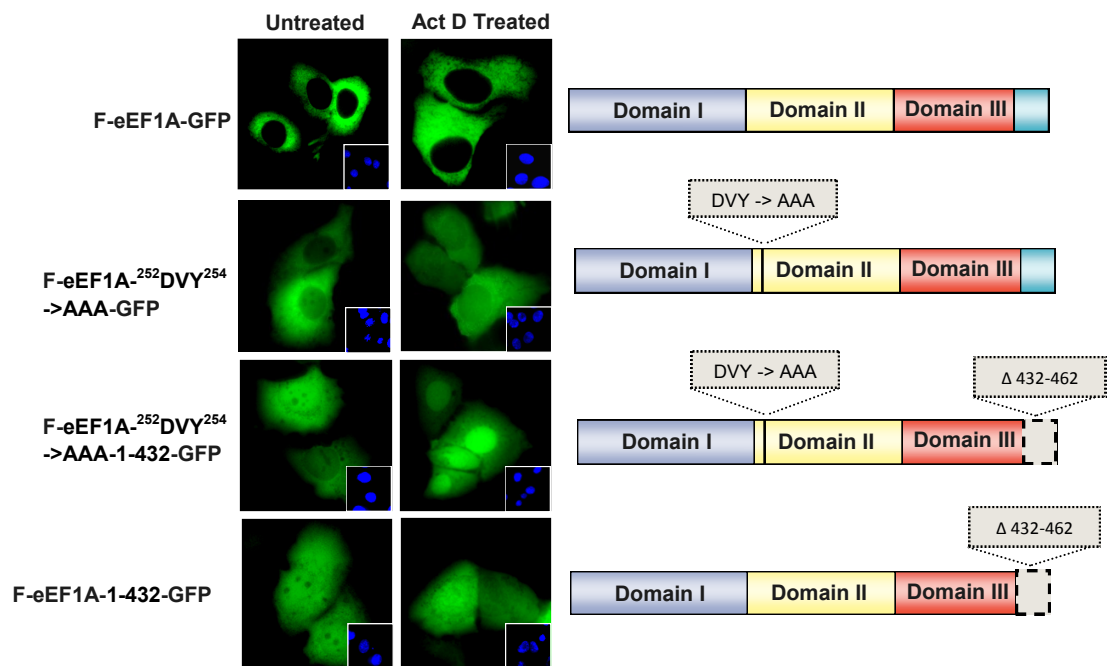 Untreated
Act D Treated
F-eEF1A-GFP
Domain I
Domain II
Domain III
F-eEF1A-²⁵²DVY²⁵⁴
->AAA-GFP
DVY -> AAA
Domain I
Domain II
Domain III
F-eEF1A-²⁵²DVY²⁵⁴
->AAA-1-432-GFP
DVY -> AAA
Δ 432-462
Domain I
Domain II
Domain III
F-eEF1A-1-432-GFP
Δ 432-462
Domain I
Domain II
Domain III